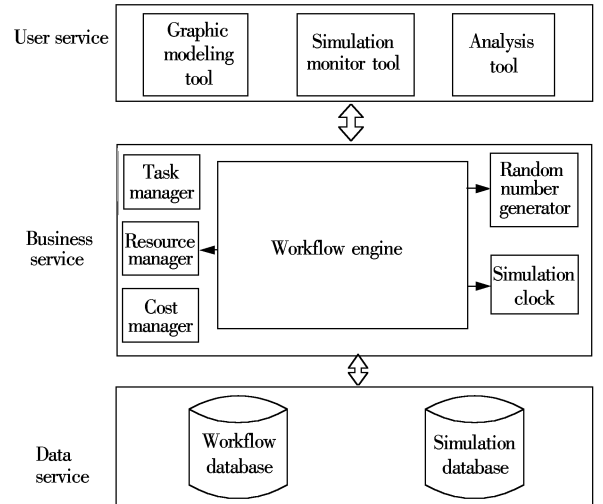 User service
Graphic
modeling
tool
Simulation
monitor tool
Analysis
tool
Business
service
Task
manager
Resource
manager
Cost
manager
Workflow engine
Random
number
generator
Simulation
clock
Data
service
Workflow
database
Simulation
database